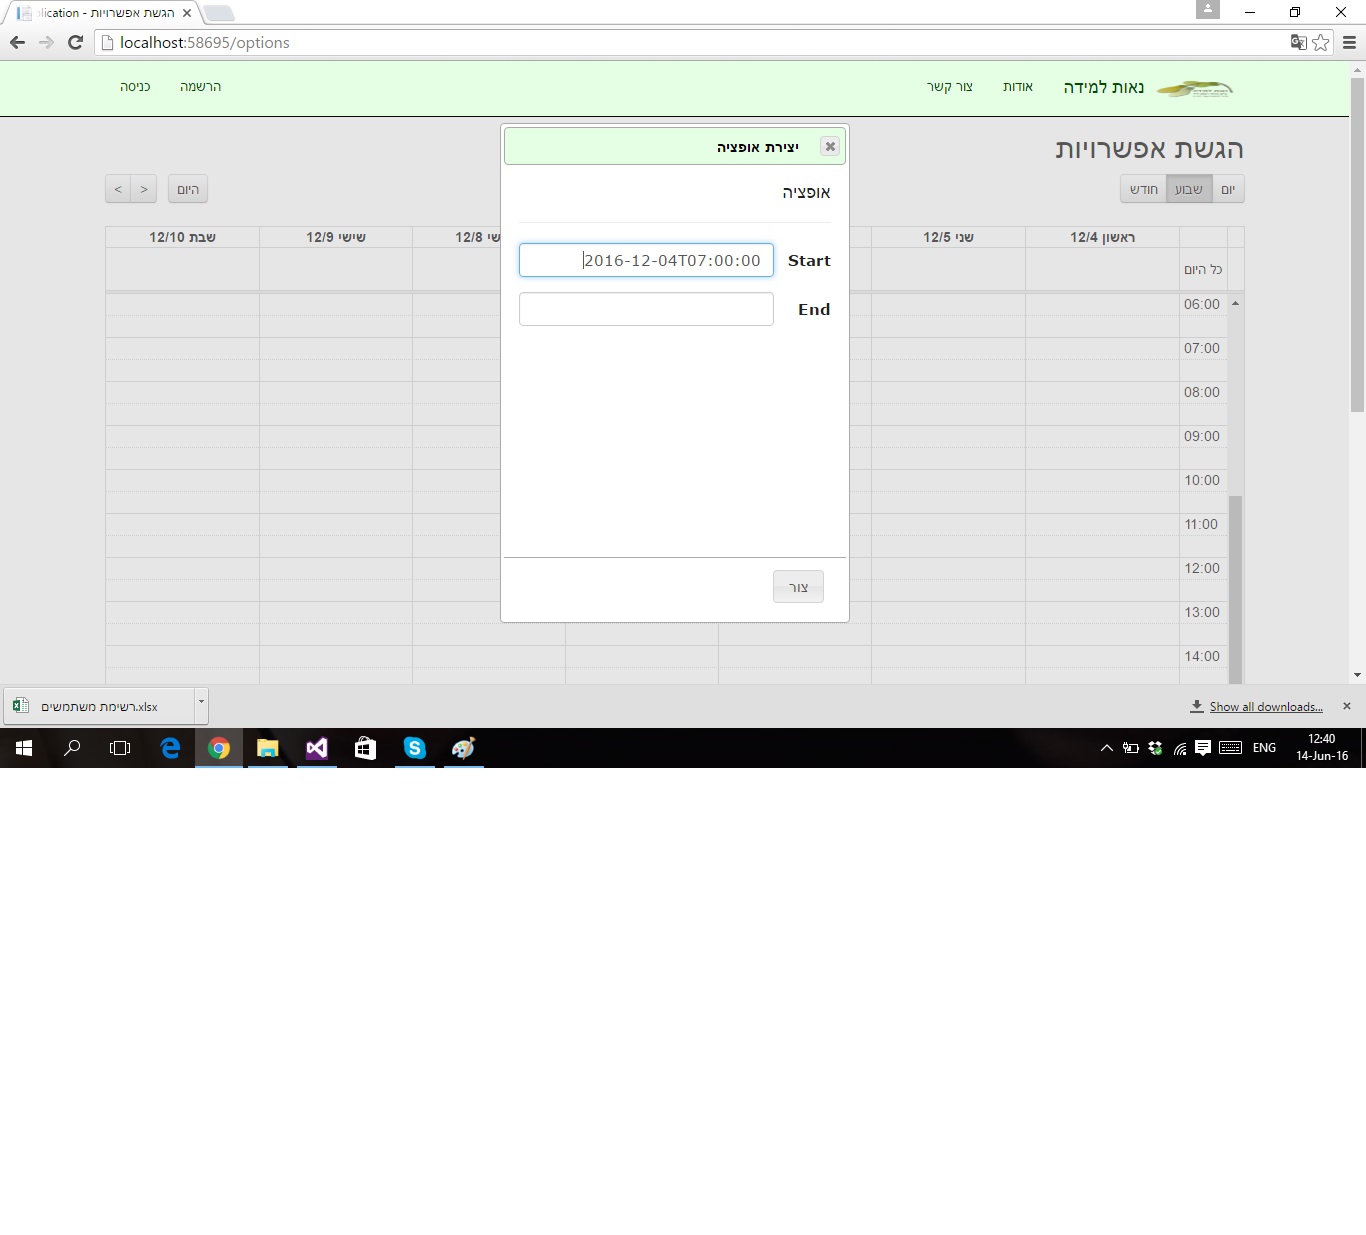 lication - הגשת אפשרויות
localhost:58695/options
נאות למידה
אודות
צור קשר
הרשמה
כניסה
הגשת אפשרויות
יום
שבוע
חודש
היום
>
<
יצירת אופציה
אופציה
Start
2016-12-04T07:00:00
End
צור
ראשון 12/4
שני 12/5
שי 12/8
שישי 12/9
שבת 12/10
כל היום
06:00
07:00
08:00
09:00
10:00
11:00
12:00
13:00
14:00
רשימת משתמשים.xlsx
Show all downloads...
ENG
12:40
14-Jun-16